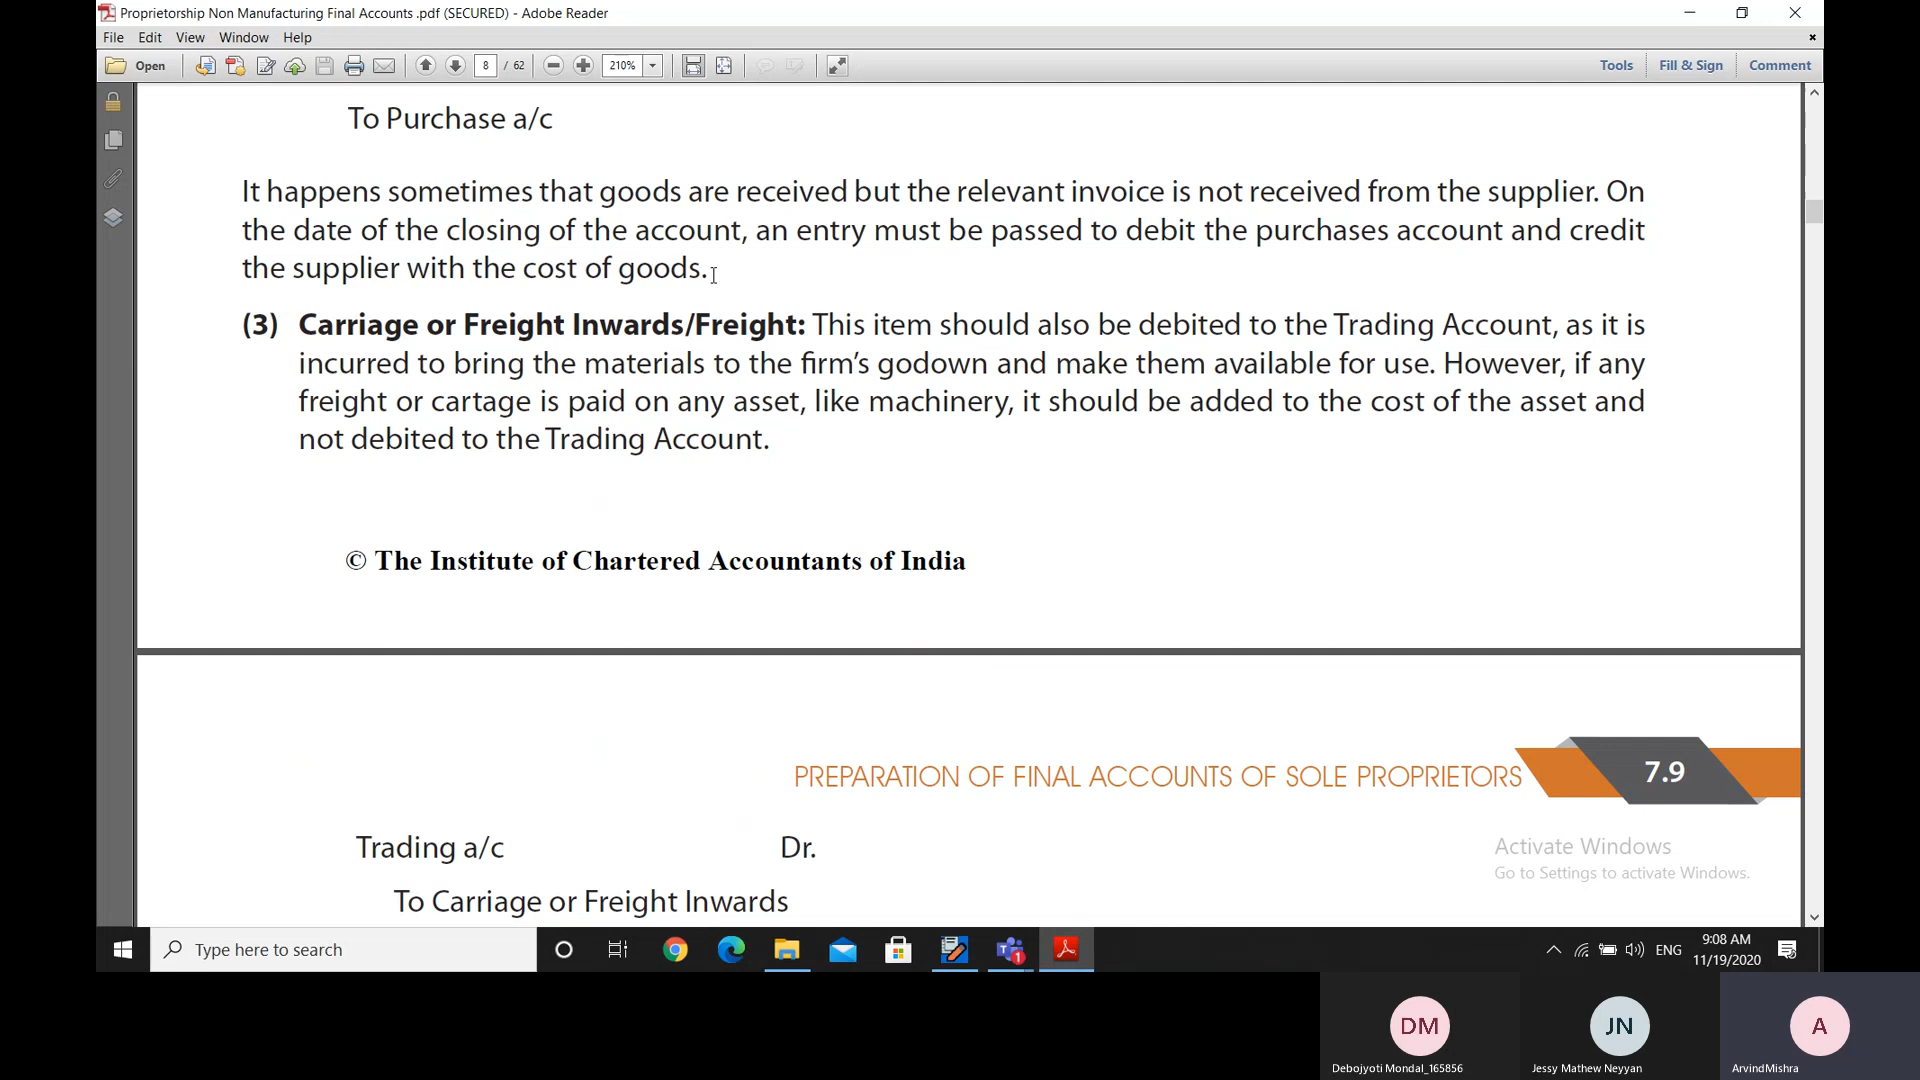 Proprietorship Non Manufacturing Final Accounts .pdf (SECURED) - Adobe Reader
File Edit View Window Help
Open 8 / 62 210% Tools Fill & Sign Comment
To Purchase a/c
It happens sometimes that goods are received but the relevant invoice is not received from the supplier. On
the date of the closing of the account, an entry must be passed to debit the purchases account and credit
the supplier with the cost of goods.
(3) Carriage or Freight Inwards/Freight: This item should also be debited to the Trading Account, as it is
incurred to bring the materials to the firm’s godown and make them available for use. However, if any
freight or cartage is paid on any asset, like machinery, it should be added to the cost of the asset and
not debited to the Trading Account.
© The Institute of Chartered Accountants of India
PREPARATION OF FINAL ACCOUNTS OF SOLE PROPRIETORS 7.9
Trading a/c Dr.
To Carriage or Freight Inwards
Activate Windows
Go to Settings to activate Windows.
Type here to search 1 ENG 9:08 AM
11/19/2020
DM JN A
Debojyoti Mondal_165856 Jessy Mathew Neyyan ArvindMishra